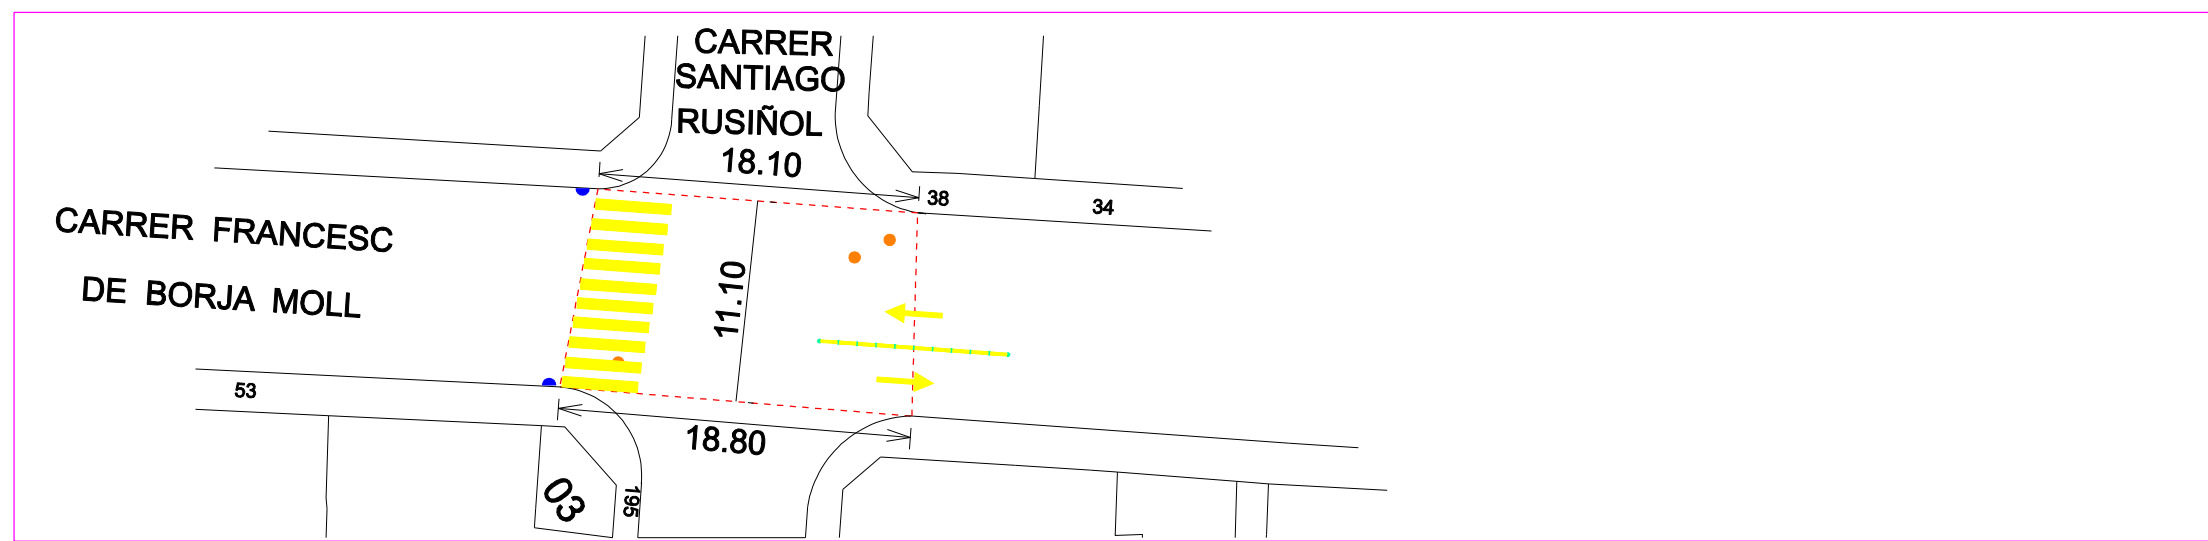 CARRER
SANTIAGO
RUSIÑOL
18.10
38
34
CARRER FRANCESC
DE BORJA MOLL
11.10
53
18.80
03
195